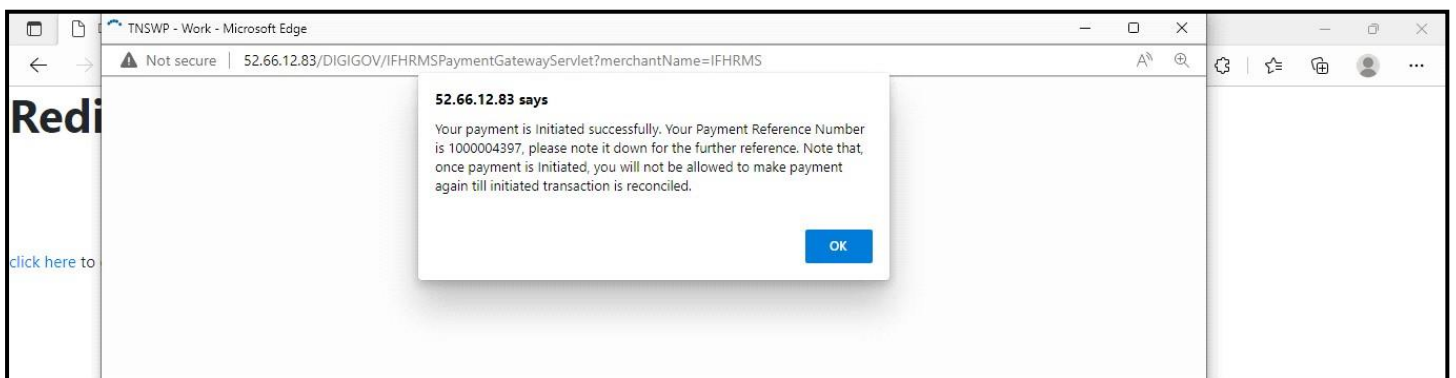 TNSWP - Work - Microsoft Edge
Not secure | 52.66.12.83/DIGIGOV/IFHRMSPaymentGatewayServlet?merchantName=IFHRMS
52.66.12.83 says
Redi
Your payment is Initiated successfully. Your Payment Reference Number
is 1000004397, please note it down for the further reference. Note that,
once payment is Initiated, you will not be allowed to make payment
again till initiated transaction is reconciled.
OK
click here to